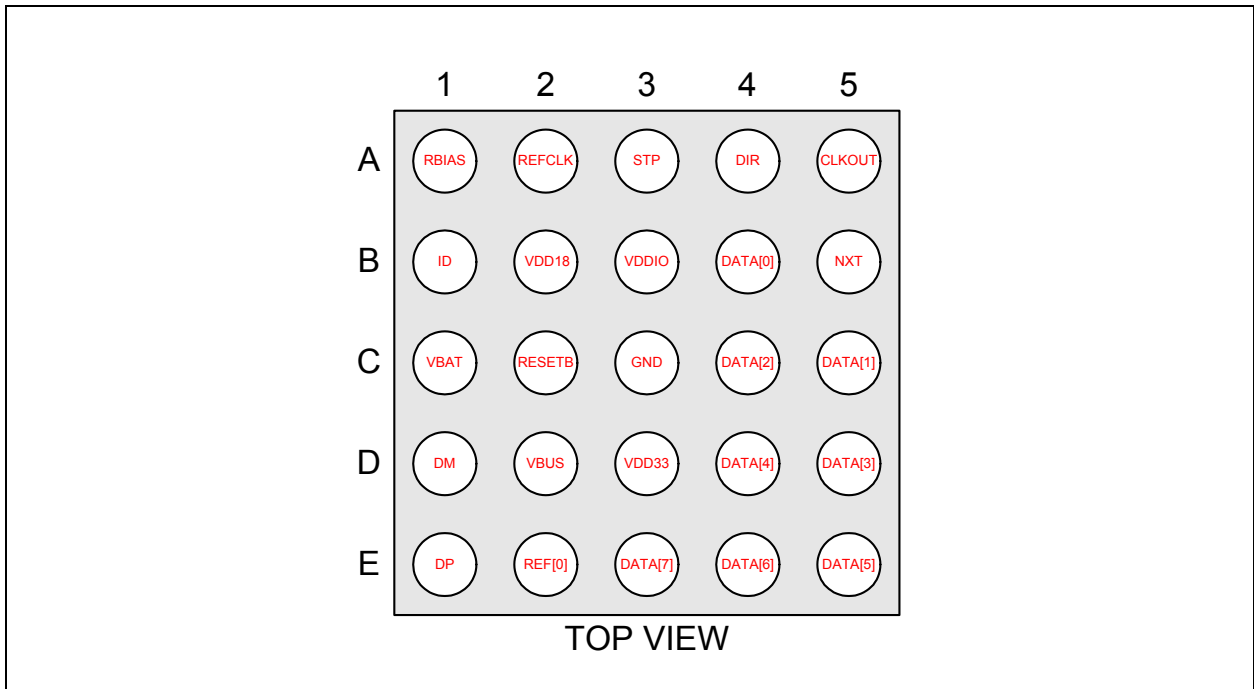 1 2 3 4 5
A RBIAS REFCLK STP DIR CLKOUT
B ID VDD18 VDDIO DATA[0] NXT
C VBAT RESETB GND DATA[2] DATA[1]
D DM VBUS VDD33 DATA[4] DATA[3]
E DP REF[0] DATA[7] DATA[6] DATA[5]
TOP VIEW